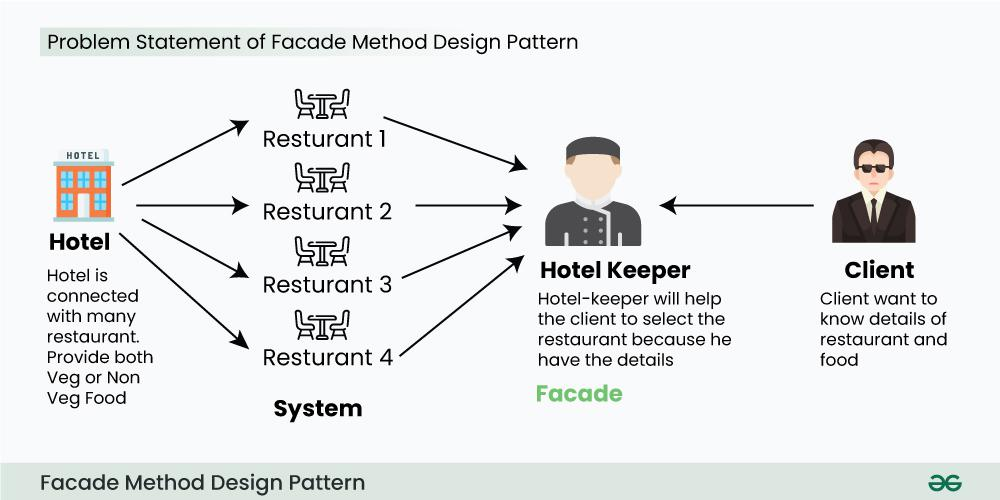 Problem Statement of Facade Method Design Pattern
HOTEL
Hotel
Hotel is
connected
with many
restaurant.
Provide both
Veg or Non
Veg Food
Resturant 1
Resturant 2
Resturant 3
Resturant 4
System
Hotel Keeper
Hotel-keeper will help
the client to select the
restaurant because he
have the details
Facade
Client
Client want to
know details of
restaurant and
food
Facade Method Design Pattern